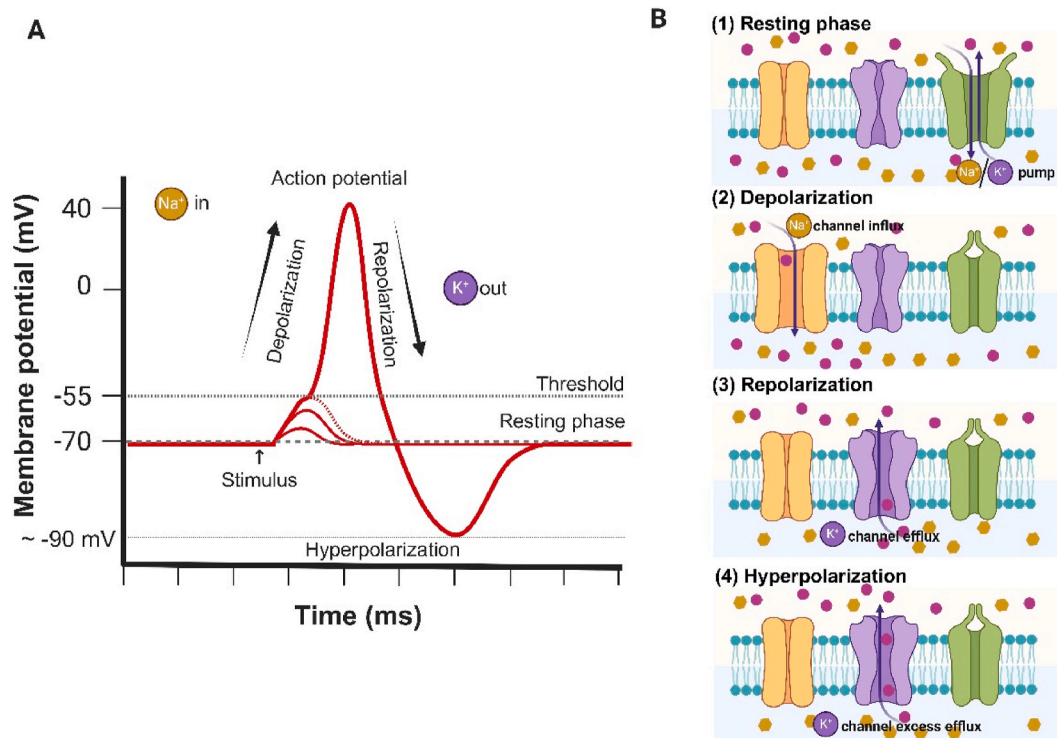 A
Membrane potential (mV)
40
0
-55
-70
~ -90 mV
Na⁺ in
Action potential
Depolarization
Repolarization
K⁺ out
Threshold
Resting phase
Stimulus
Hyperpolarization
Time (ms)
B
(1) Resting phase
Na⁺ / K⁺ pump
(2) Depolarization
Na⁺ channel influx
(3) Repolarization
K⁺ channel efflux
(4) Hyperpolarization
K⁺ channel excess efflux